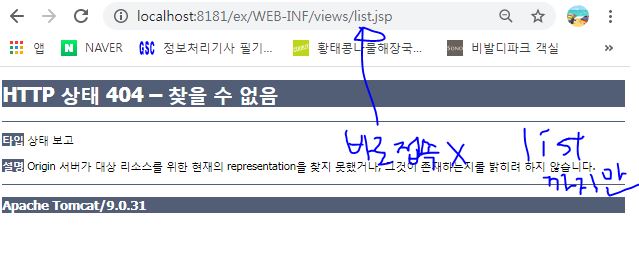 localhost:8181/ex/WEB-INF/views/list.jsp
앱 NAVER GSC 정보처리기사 필기... 황태콩나물해장국... SONO 비발디파크 객실 »
HTTP 상태 404 – 찾을 수 없음
타입 상태 보고
바로접속 X list
설명 Origin 서버가 대상 리소스를 위한 현재의 representation을 찾지 못했거나, 그것이 존재하는지를 밝히려 하지 않습니다.
까지만
Apache Tomcat/9.0.31